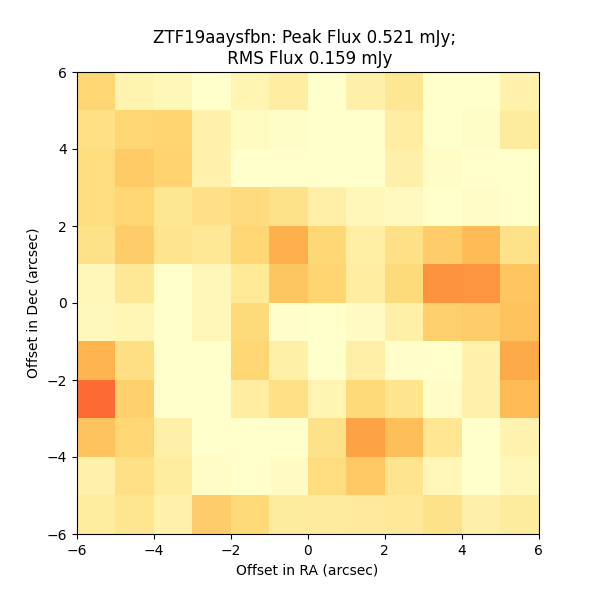 ZTF19aaysfbn: Peak Flux 0.521 mJy;
RMS Flux 0.159 mJy
6
4
2
0
−2
−4
−6
Offset in Dec (arcsec)
−6 −4 −2 0 2 4 6
Offset in RA (arcsec)